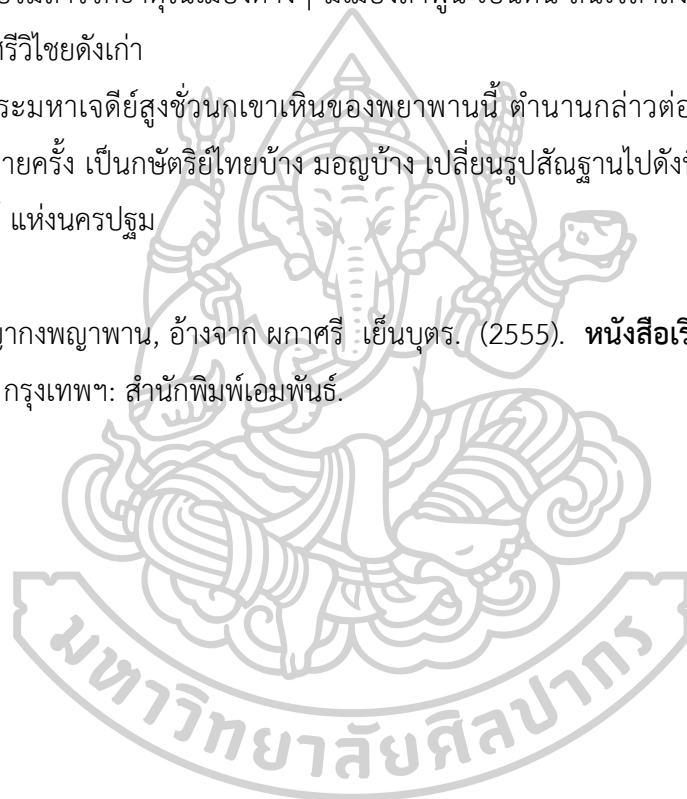 ศรีวิไชยดังเก่า
ระมหาเจดีย์สูงชั่วนกเขาเหินของพยาพานนี้ ตำนานกล่าวต่อ
ายครั้ง เป็นกษัตริย์ไทยบ้าง มอญบ้าง เปลี่ยนรูปสัณฐานไปดัง
แห่งนครปฐม
ญากงพญาพาน, อ้างจาก ผกาศรี เย็นบุตร. (2555). หนังสือเรี
กรุงเทพฯ: สำนักพิมพ์เอมพันธ์.
มหาวิทยาลัยศิลปากร